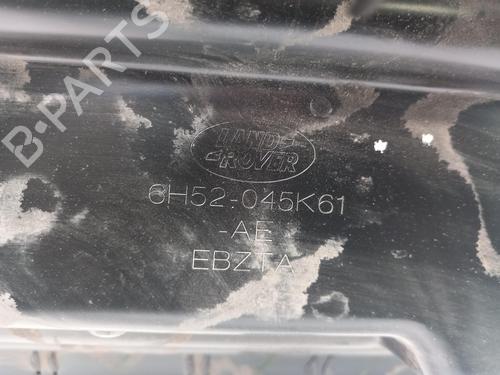 B-PARTS
LAND-
-ROVER
6H52-045K61
-AE
EBZTA